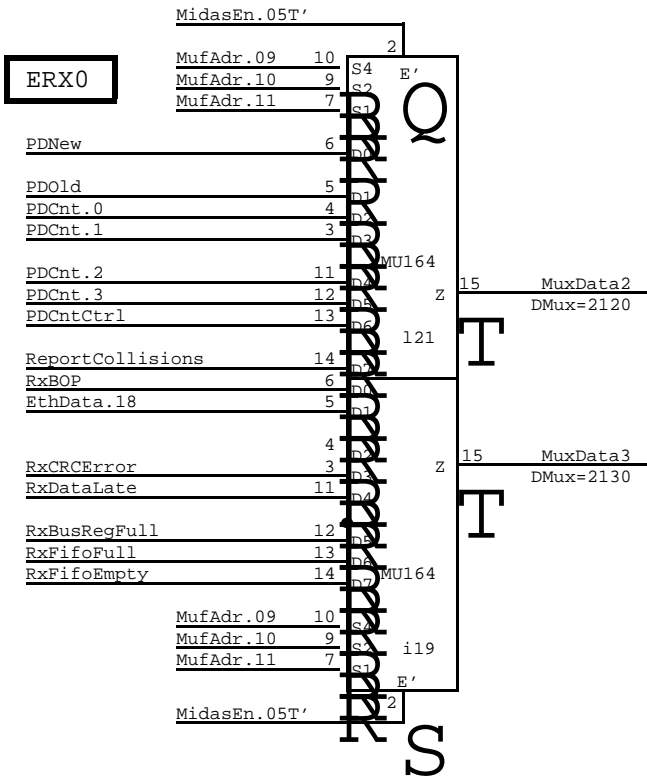 MidasEn.05T'
2
MufAdr.09 10 S4 E'
ERX0
MufAdr.10 9 S2 Q
MufAdr.11 7 S1
PDNew 6 D0
PDOld 5 D1
PDCnt.0 4 D2
PDCnt.1 3 D3
MU164
PDCnt.2 11 D4
Z 15 MuxData2
PDCnt.3 12 D5
DMux=2120
PDCntCtrl 13 D6
l21 T
ReportCollisions 14 D7
RxBOP 6 D0
EthData.18 5 D1
4 D2
Z 15 MuxData3
RxCRCError 3 D3
DMux=2130
RxDataLate 11 D4
T
RxBusRegFull 12 D5
RxFifoFull 13 D6
RxFifoEmpty 14 D7 MU164
MufAdr.09 10 S4
MufAdr.10 9 S2 i19
MufAdr.11 7 S1
E'
2
MidasEn.05T'
S